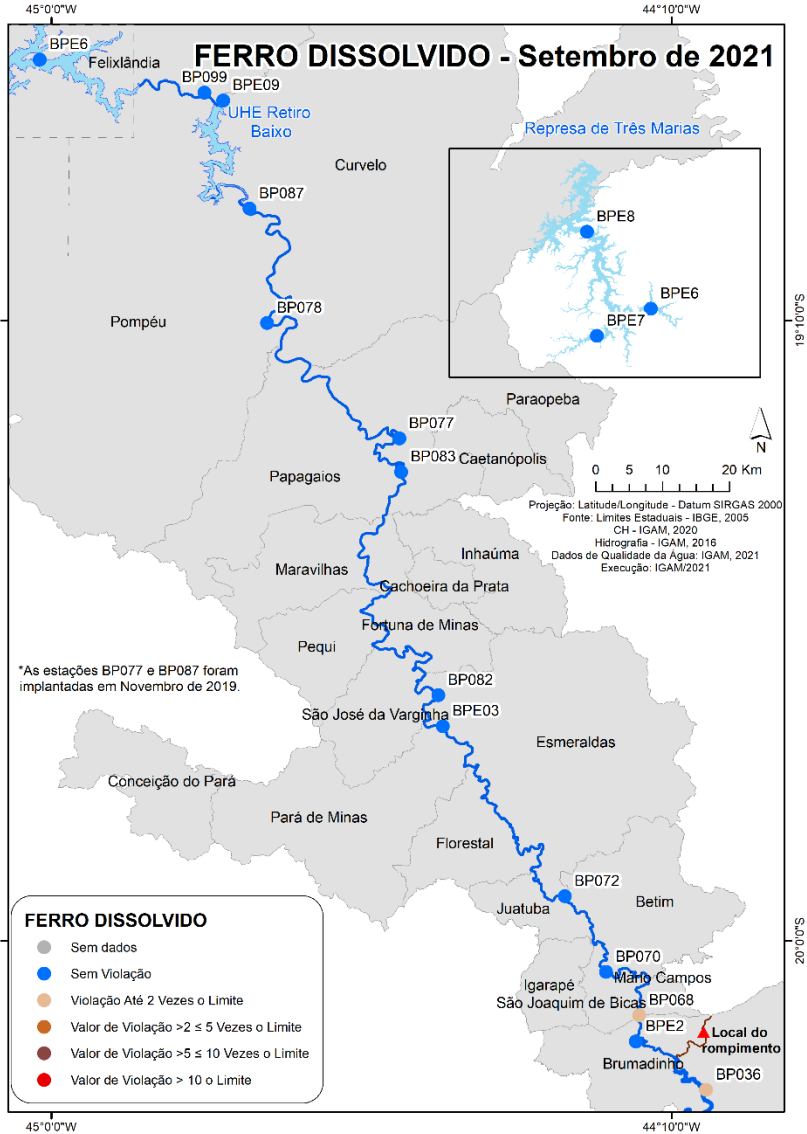 45°0'0"W
44°10'0"W
FERRO DISSOLVIDO - Setembro de 2021
BPE6
Felixlândia
BP099
BPE09
UHE Retiro
Baixo
Represa de Três Marias
Curvelo
BP087
BPE8
BPE6
BPE7
BP078
Pompéu
19°10'0"S
Paraopeba
BP077
Caetanópolis
BP083
Papagaios
N
0 5 10 20 Km
Projeção: Latitude/Longitude - Datum SIRGAS 2000
Fonte: Limites Estaduais - IBGE, 2005
CH - IGAM, 2020
Hidrografia - IGAM, 2016
Dados de Qualidade da Água: IGAM, 2021
Execução: IGAM/2021
Inhaúma
Maravilhas
Cachoeira da Prata
Fortuna de Minas
Pequi
*As estações BP077 e BP087 foram
implantadas em Novembro de 2019.
BP082
São José da Varginha
BPE03
Esmeraldas
Conceição do Pará
Pará de Minas
Florestal
BP072
Juatuba
Betim
20°0'0"S
BP070
Mário Campos
Igarapé
São Joaquim de Bicas
BP068
BPE2
Local do
rompimento
Brumadinho
BP036
FERRO DISSOLVIDO
Sem dados
Sem Violação
Violação Até 2 Vezes o Limite
Valor de Violação >2 ≤ 5 Vezes o Limite
Valor de Violação >5 ≤ 10 Vezes o Limite
Valor de Violação > 10 o Limite
45°0'0"W
44°10'0"W